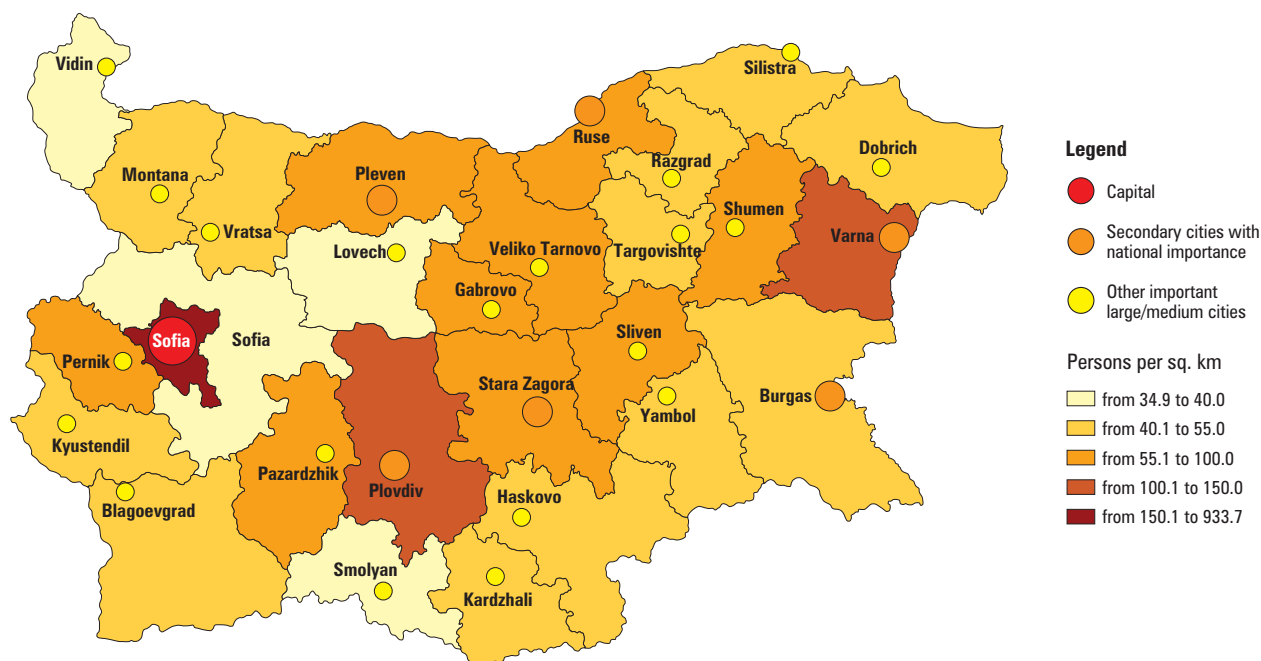 Vidin
Silistra
Ruse
Dobrich
Razgrad
Montana
Pleven
Shumen
Vratsa
Varna
Lovech
Veliko Tarnovo
Targovishte
Gabrovo
Sliven
Sofia
Sofia
Pernik
Stara Zagora
Burgas
Yambol
Kyustendil
Pazardzhik
Plovdiv
Haskovo
Blagoevgrad
Smolyan
Kardzhali
Legend
Capital
Secondary cities with
national importance
Other important
large/medium cities
Persons per sq. km
from 34.9 to 40.0
from 40.1 to 55.0
from 55.1 to 100.0
from 100.1 to 150.0
from 150.1 to 933.7